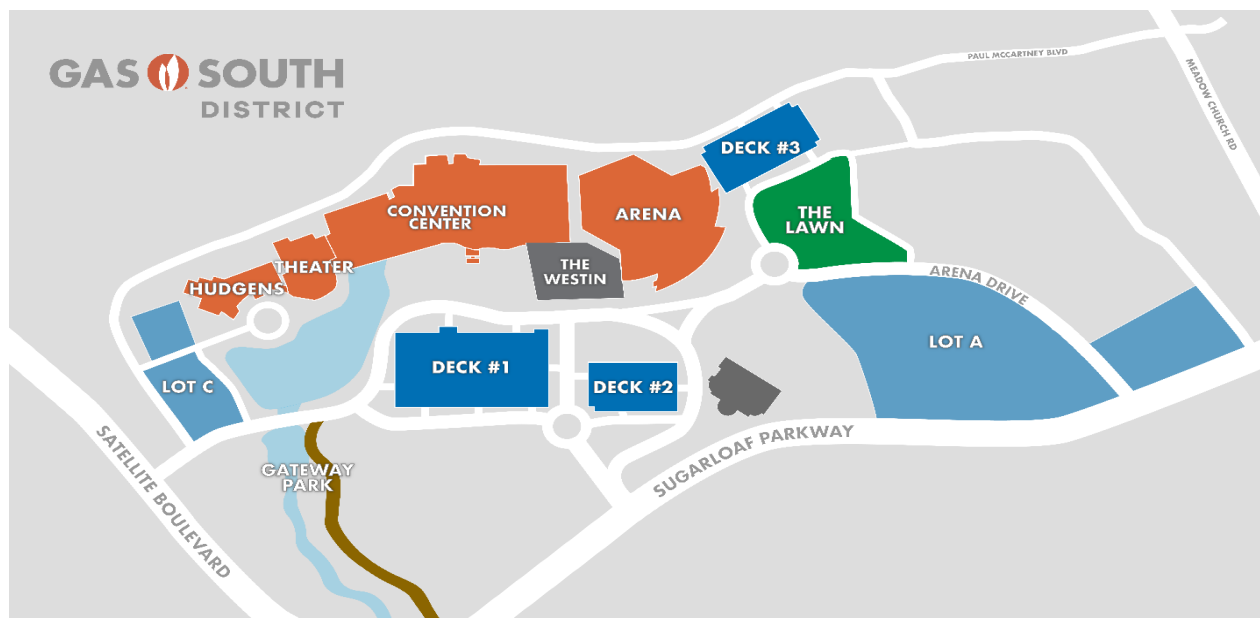 GAS SOUTH
DISTRICT
PAUL MCCARTNEY BLVD
MEADOW CHURCH RD
DECK #3
CONVENTION
CENTER
ARENA
THE
LAWN
THEATER
THE
WESTIN
HUDGENS
ARENA DRIVE
LOT A
DECK #1
LOT C
DECK #2
SATELLITE BOULEVARD
SUGARLOAF PARKWAY
GATEWAY
PARK